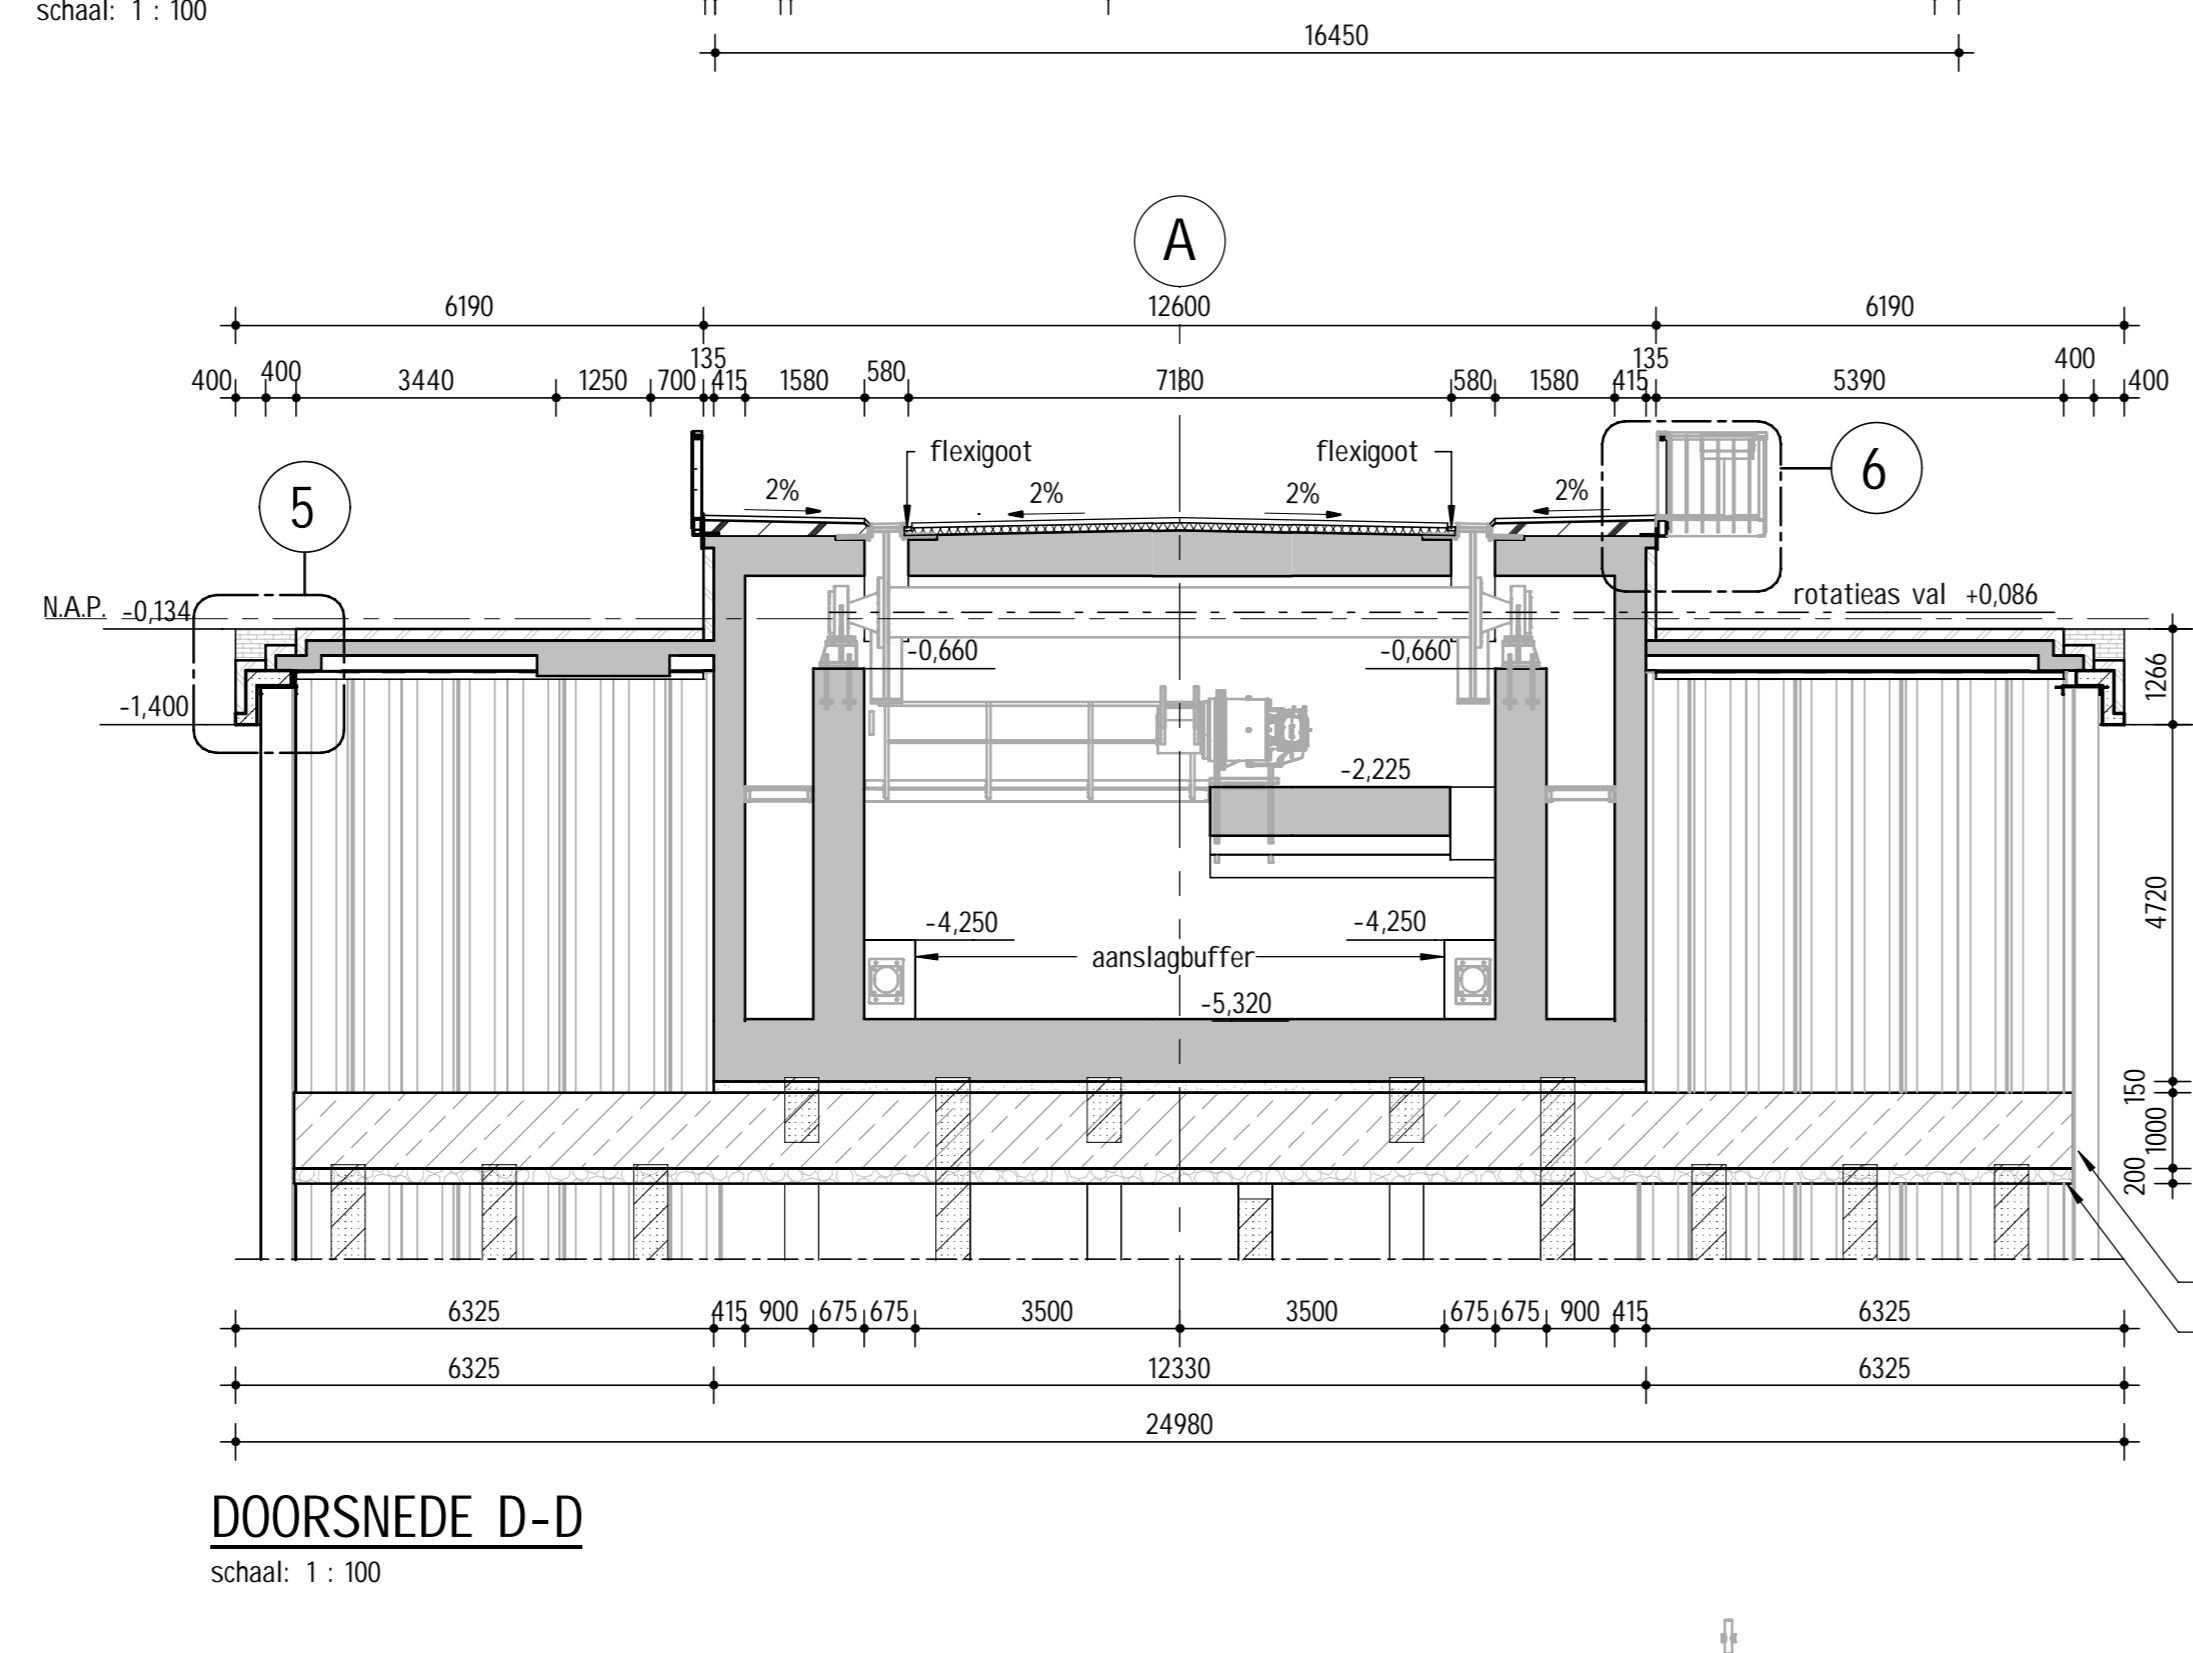 schaal: 1 : 100
16450
A
6190 12600 6190
135 135
400 400 3440 1250 700 415 1580 580 7180 580 1580 415 5390 400 400
flexigoot flexigoot
5 6
2% 2% 2% 2%
rotatieas val +0,086
N.A.P. -0,134
-0,660 -0,660
1266
-1,400
-2,225
4720
-4,250 -4,250
aanslagbuffer
-5,320
150
1000
200
6325 415 900 675 675 3500 3500 675 675 900 415 6325
6325 12330 6325
24980
DOORSNEDE D-D
schaal: 1 : 100